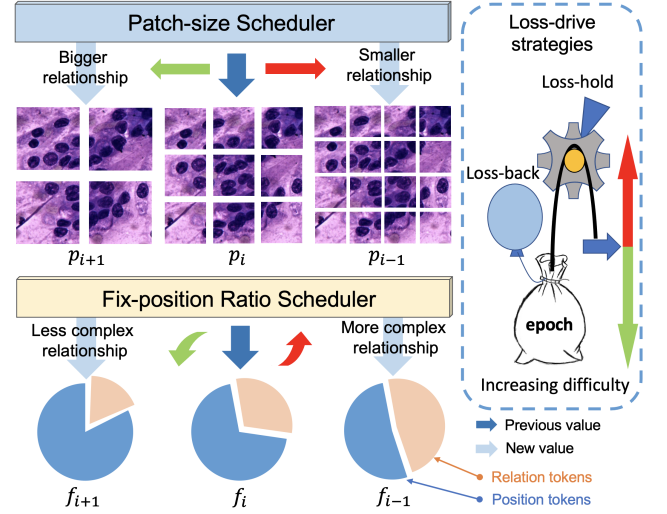 Patch-size Scheduler
Bigger
relationship
Smaller
relationship
p_{i+1}
p_i
p_{i-1}
Fix-position Ratio Scheduler
Less complex
relationship
More complex
relationship
f_{i+1}
f_i
f_{i-1}
Loss-drive
strategies
Loss-hold
Loss-back
epoch
Increasing difficulty
Previous value
New value
Relation tokens
Position tokens